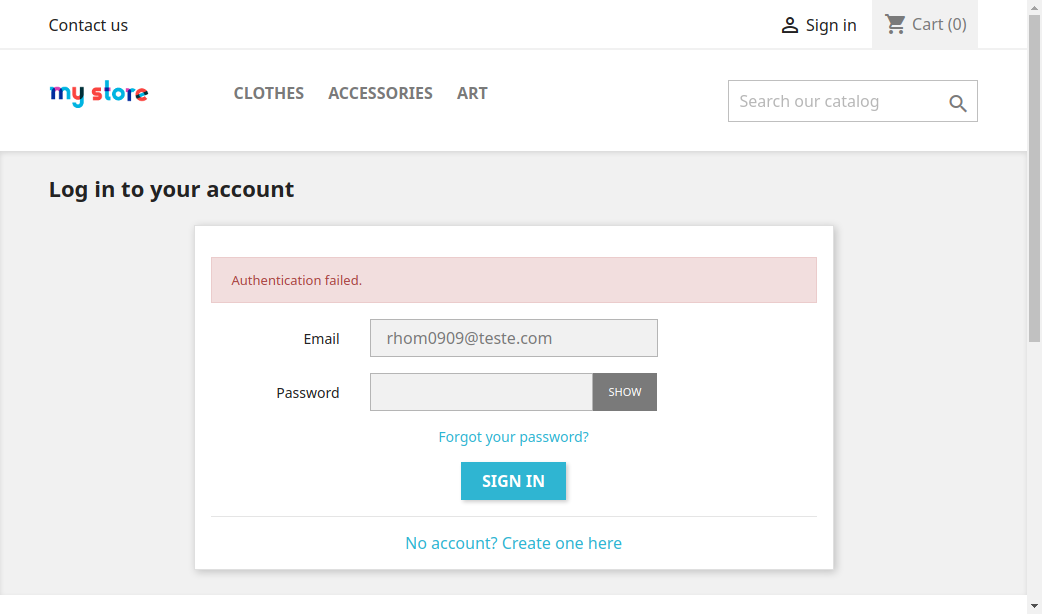 Contact us
Sign in
Cart (0)
my store
CLOTHES ACCESSORIES ART
Search our catalog
Log in to your account
Authentication failed.
Email
rhom0909@teste.com
Password
SHOW
Forgot your password?
SIGN IN
No account? Create one here